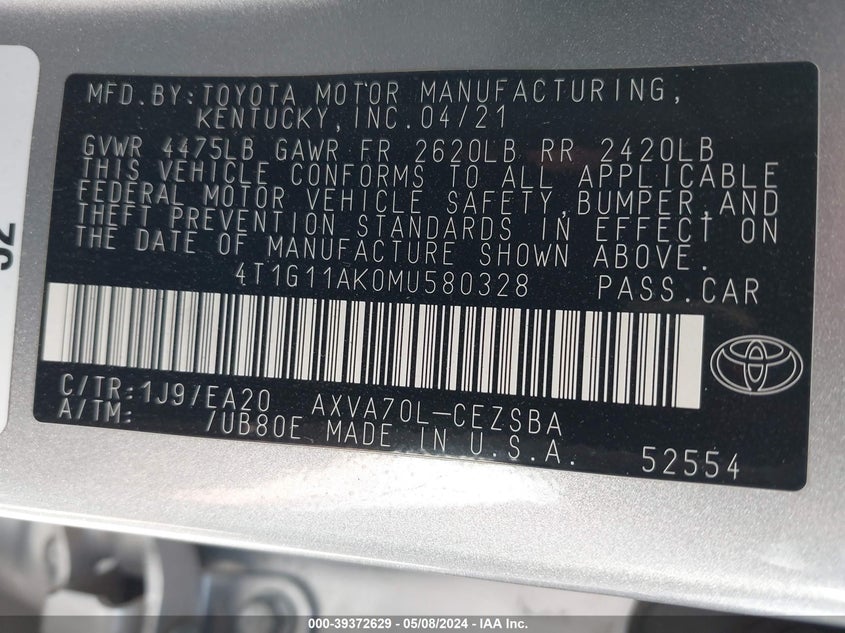 MFD.BY:TOYOTA MOTOR MANUFACTURING,
KENTUCKY, INC. 04/21
GVWR 4475LB GAWR FR 2620LB RR 2420LB
THIS VEHICLE CONFORMS TO ALL APPLICABLE
FEDERAL MOTOR VEHICLE SAFETY,BUMPER,AND
THEFT PREVENTION STANDARDS IN EFFECT ON
THE DATE OF MANUFACTURE SHOWN ABOVE.
4T1G11AK0MU580328 PASS.CAR
C/TR:1J9/EA20 AXVA70L-CEZSBA
A/TM: /UB80E MADE IN U.S.A. 52554
000-39372629 - 05/08/2024 - IAA Inc.